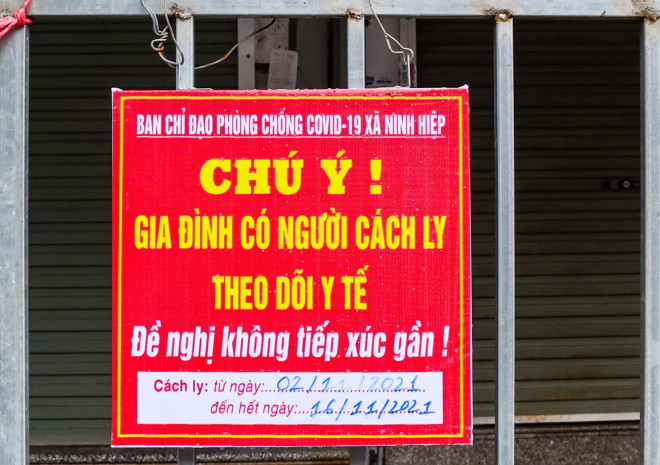 BAN CHỈ ĐẠO PHÒNG CHỐNG COVID-19 XÃ NINH HIỆP
CHÚ Ý !
GIA ĐÌNH CÓ NGƯỜI CÁCH LY
THEO DÕI Y TẾ
Đề nghị không tiếp xúc gần !
Cách ly: từ ngày:....02/11/2021....
đến hết ngày:...16/11/2021